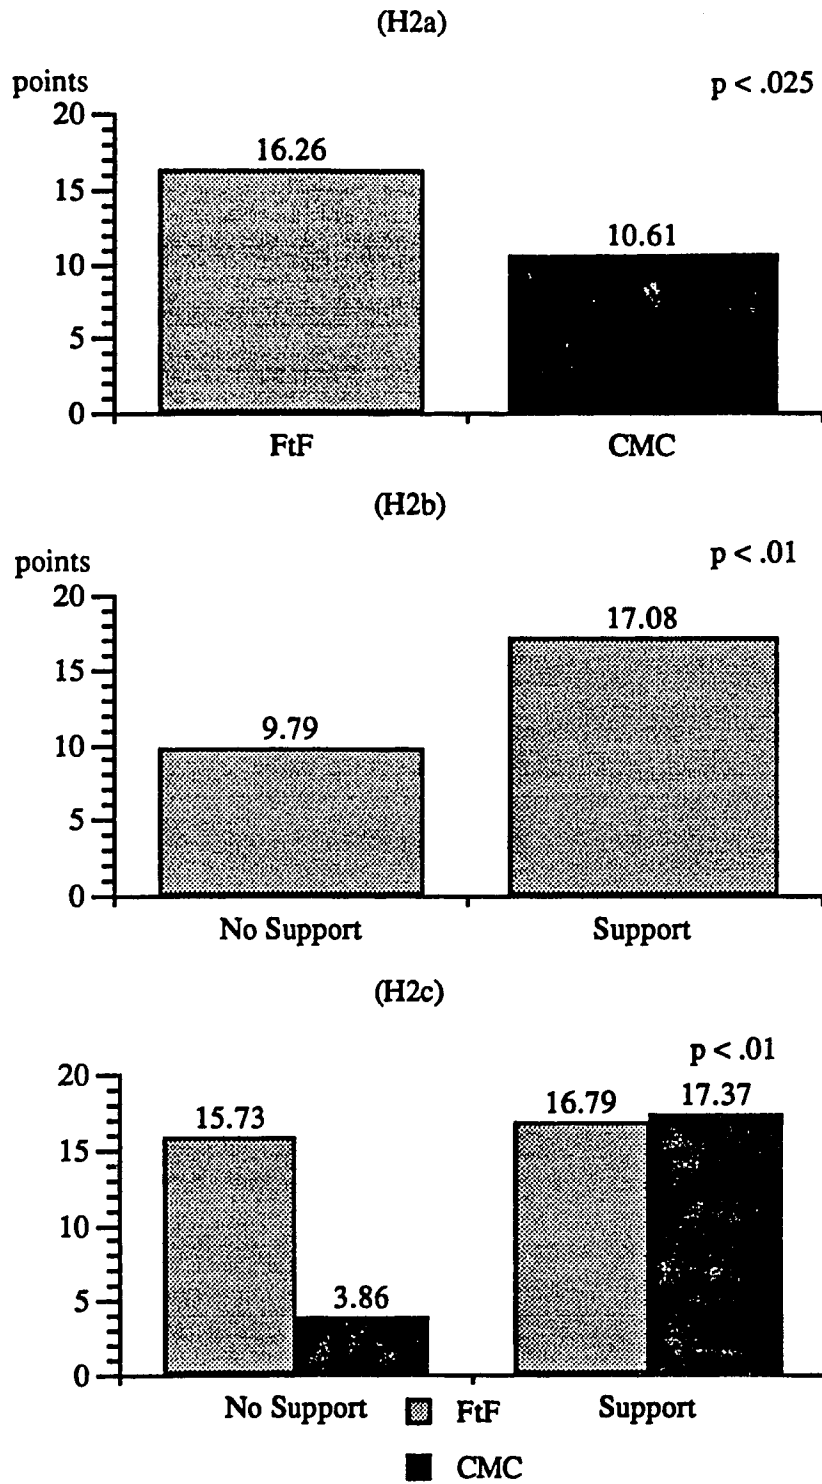 (H2a)
points
p < .025
20
16.26
15
10.61
10
5
0
FtF CMC
(H2b)
points
p < .01
20
17.08
15
9.79
10
5
0
No Support Support
(H2c)
p < .01
20
15.73 16.79 17.37
15
10
5
3.86
0
No Support Support
FtF
CMC